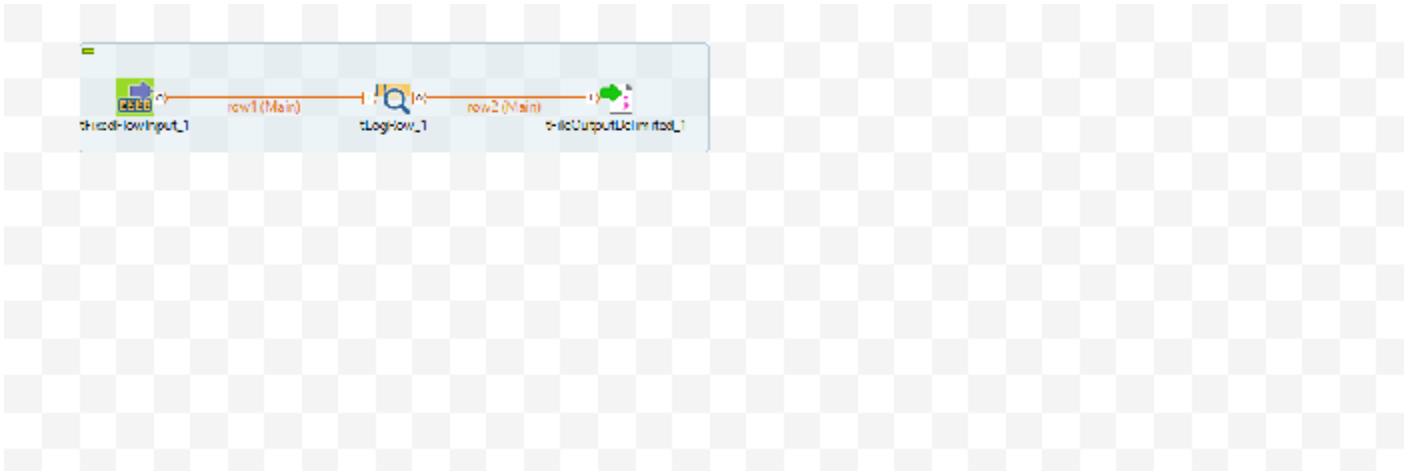 row1 (Main)
row2 (Main)
tFixedFlowInput_1
tLogRow_1
tFileOutputDelimited_1